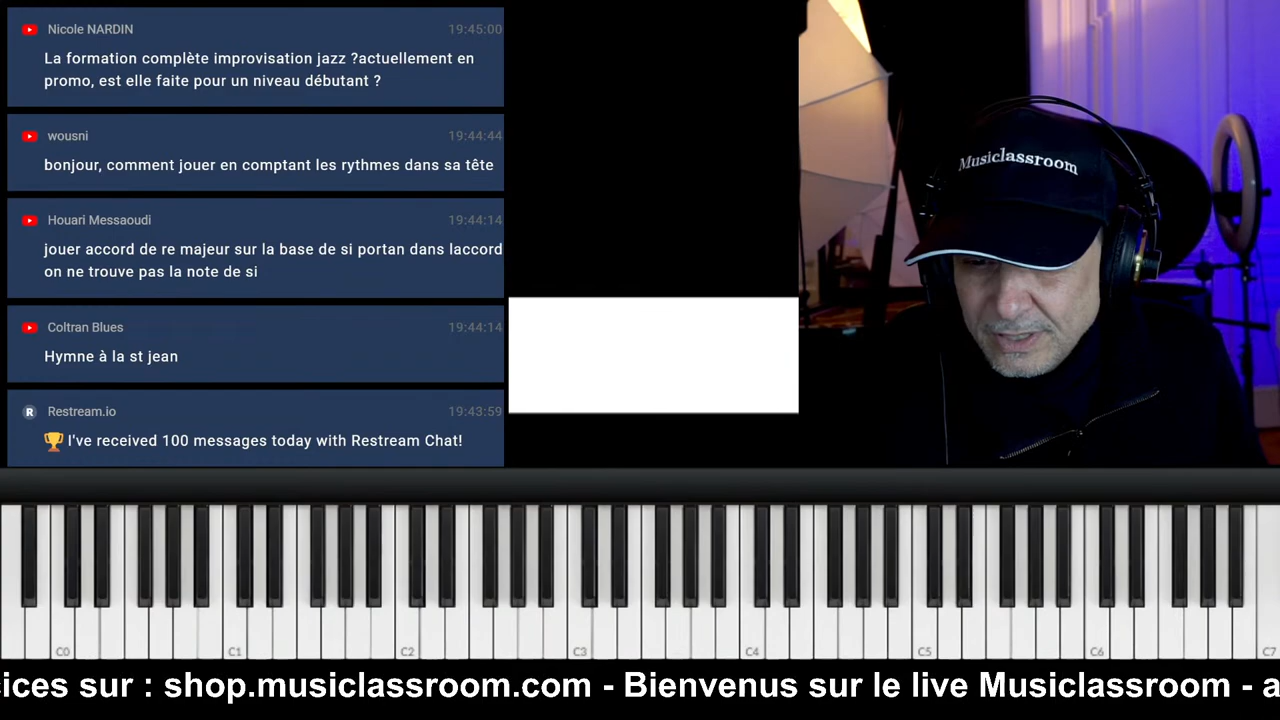 Nicole NARDIN 19:45:00
La formation complète improvisation jazz ?actuellement en
promo, est elle faite pour un niveau débutant ?
wousni 19:44:44
bonjour, comment jouer en comptant les rythmes dans sa tête
Houari Messaoudi 19:44:14
jouer accord de re majeur sur la base de si portan dans laccord
on ne trouve pas la note de si
Coltran Blues 19:44:14
Hymne à la st jean
R Restream.io 19:43:59
🏆 I've received 100 messages today with Restream Chat!
Musiclassroom
C0 C1 C2 C3 C4 C5 C6 C7
cices sur : shop.musiclassroom.com - Bienvenus sur le live Musiclassroom - a